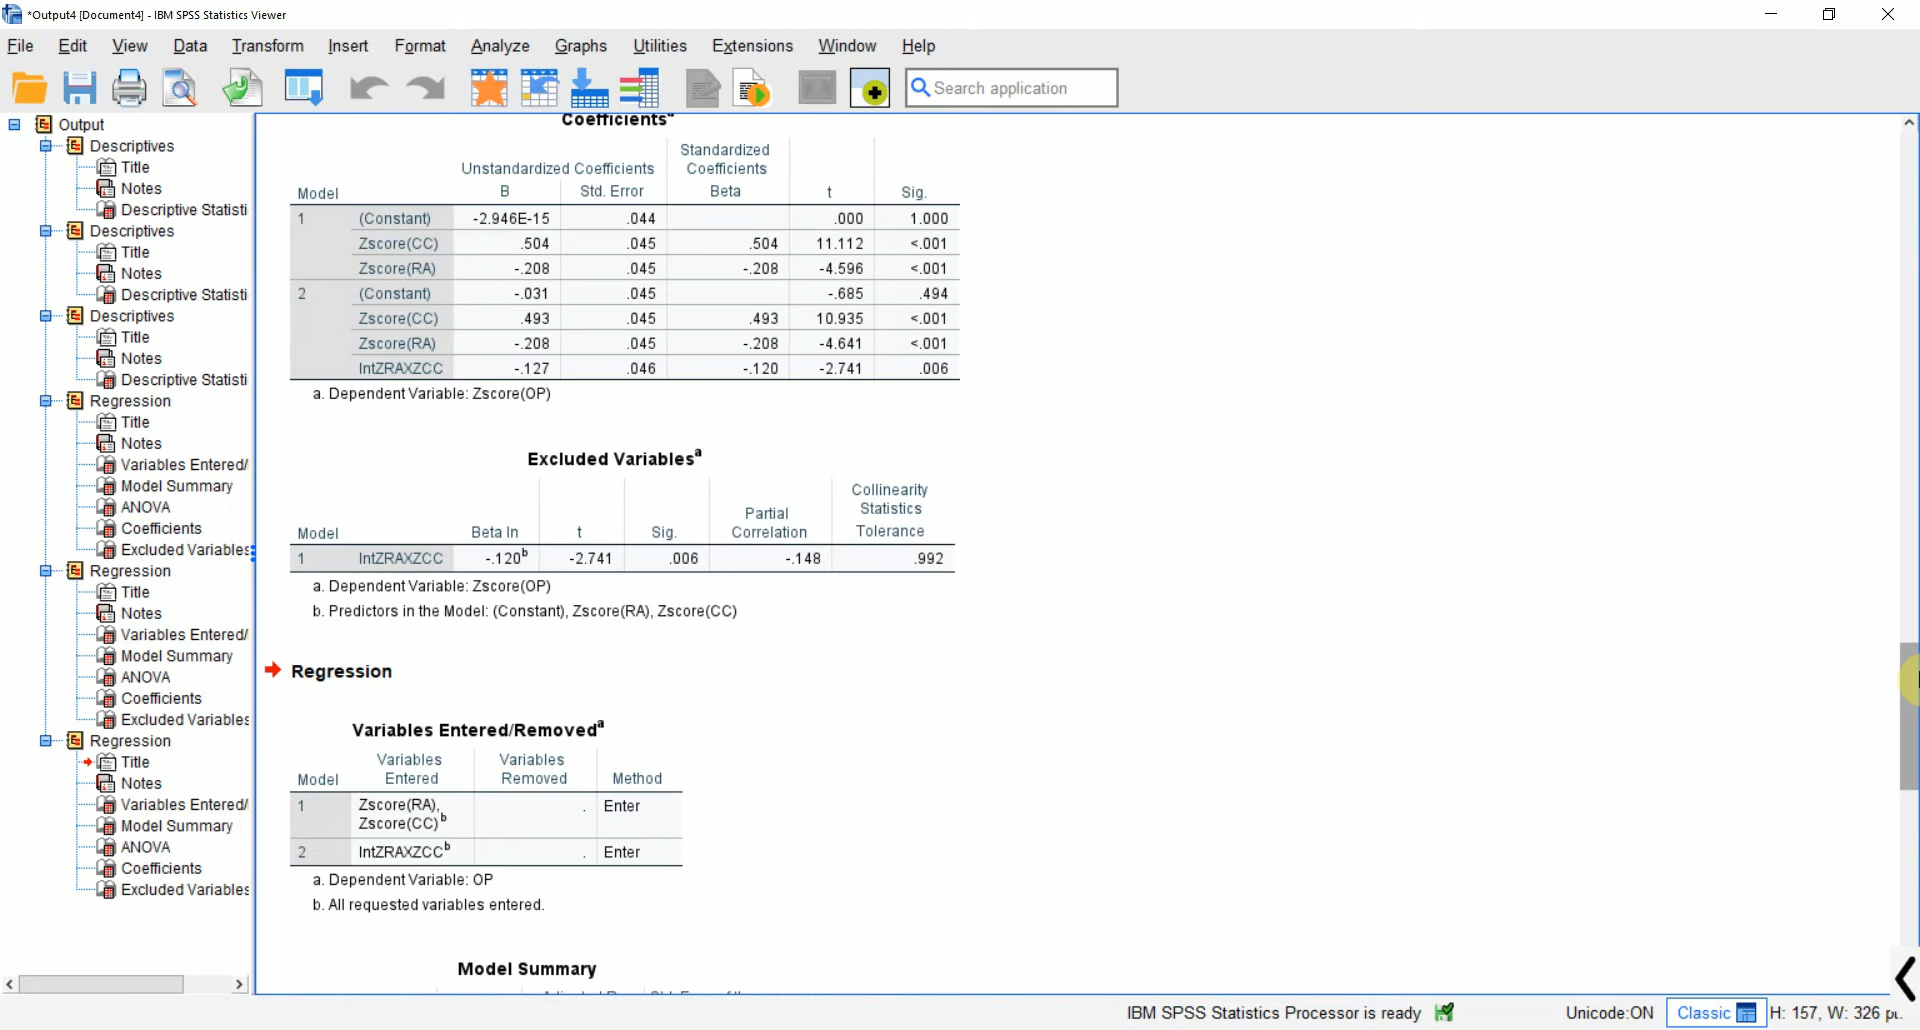 *Output4 [Document4] - IBM SPSS Statistics Viewer
File Edit View Data Transform Insert Format Analyze Graphs Utilities Extensions Window Help
Search application
Output
Descriptives
Title
Notes
Descriptive Statisti
Descriptives
Title
Notes
Descriptive Statisti
Descriptives
Title
Notes
Descriptive Statisti
Regression
Title
Notes
Variables Entered/
Model Summary
ANOVA
Coefficients
Excluded Variables
Regression
Title
Notes
Variables Entered/
Model Summary
ANOVA
Coefficients
Excluded Variables
Regression
Title
Notes
Variables Entered/
Model Summary
ANOVA
Coefficients
Excluded Variables
Coefficientsa
Unstandardized Coefficients Standardized Coefficients
Model B Std. Error Beta t Sig.
1 (Constant) -2.946E-15 .044 .000 1.000
Zscore(CC) .504 .045 .504 11.112 <.001
Zscore(RA) -.208 .045 -.208 -4.596 <.001
2 (Constant) -.031 .045 -.685 .494
Zscore(CC) .493 .045 .493 10.935 <.001
Zscore(RA) -.208 .045 -.208 -4.641 <.001
IntZRAXZCC -.127 .046 -.120 -2.741 .006
a. Dependent Variable: Zscore(OP)
Excluded Variablesa
Collinearity Statistics
Model Beta In t Sig. Partial Correlation Tolerance
1 IntZRAXZCC -.120b -2.741 .006 -.148 .992
a. Dependent Variable: Zscore(OP)
b. Predictors in the Model: (Constant), Zscore(RA), Zscore(CC)
Regression
Variables Entered/Removeda
Model Variables Entered Variables Removed Method
1 Zscore(RA), Zscore(CC)b . Enter
2 IntZRAXZCCb . Enter
a. Dependent Variable: OP
b. All requested variables entered.
Model Summary
IBM SPSS Statistics Processor is ready Unicode:ON Classic H: 157, W: 326 pt.